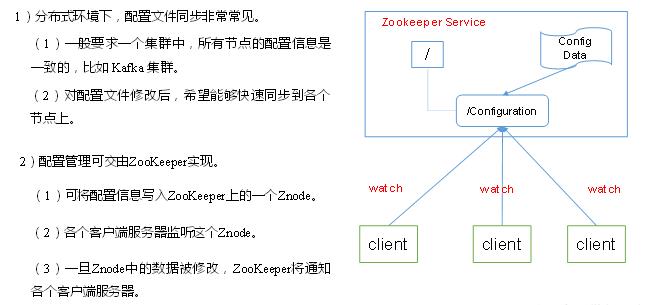 1）分布式环境下，配置文件同步非常常见。
（1）一般要求一个集群中，所有节点的配置信息是
一致的，比如 Kafka 集群。
（2）对配置文件修改后，希望能够快速同步到各个
节点上。
2）配置管理可交由ZooKeeper实现。
（1）可将配置信息写入ZooKeeper上的一个Znode。
（2）各个客户端服务器监听这个Znode。
（3）一旦Znode中的数据被修改，ZooKeeper将通知
各个客户端服务器。
Zookeeper Service
/
Config
Data
/Configuration
watch
watch
watch
client
client
client